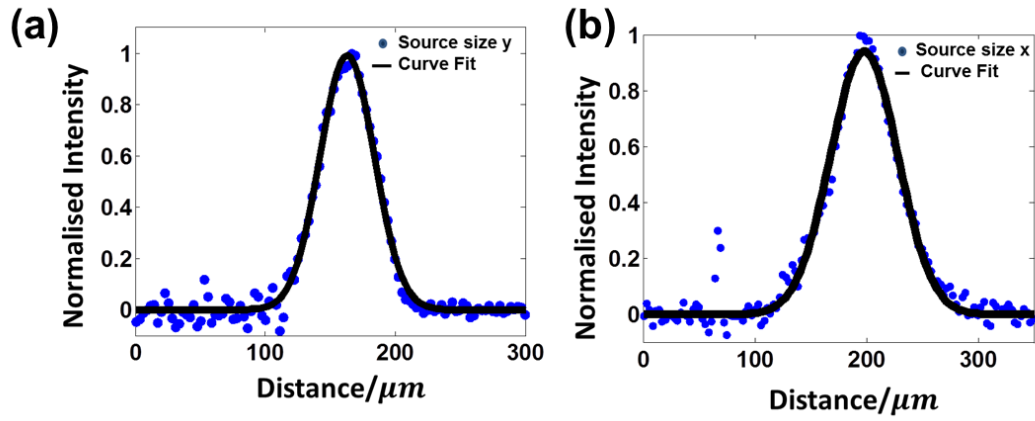 (a)
Source size y
Curve Fit
Normalised Intensity
1
0.8
0.6
0.4
0.2
0
0
100
200
300
Distance/μm
(b)
Source size x
Curve Fit
Normalised Intensity
1
0.8
0.6
0.4
0.2
0
0
100
200
300
Distance/μm